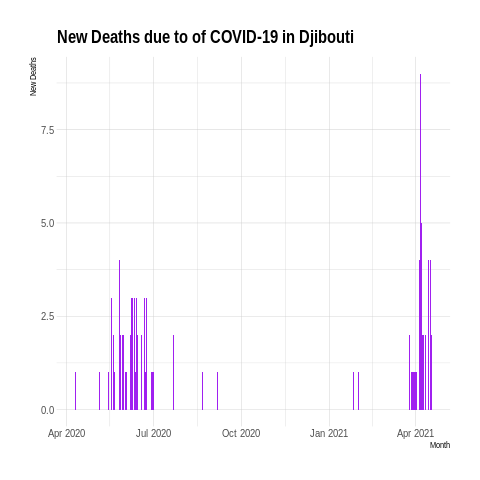 New Deaths due to of COVID-19 in Djibouti
New Deaths
7.5
5.0
2.5
0.0
Apr 2020 Jul 2020 Oct 2020 Jan 2021 Apr 2021
Month